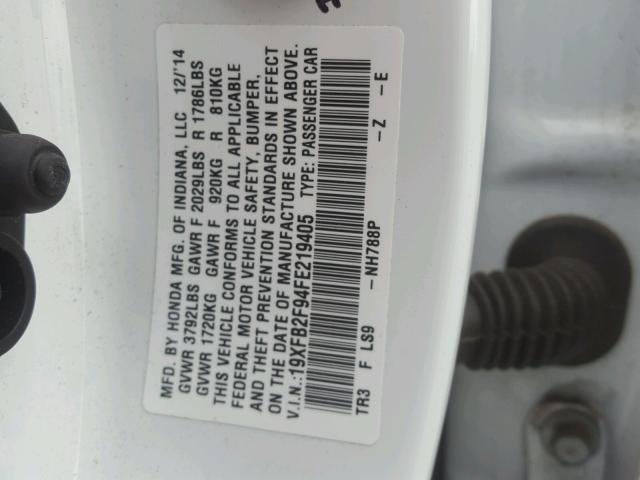 MFD. BY HONDA MFG. OF INDIANA, LLC 12/'14
GVWR 3792LBS GAWR F 2029LBS R 1786LBS
GVWR 1720KG GAWR F 920KG R 810KG
THIS VEHICLE CONFORMS TO ALL APPLICABLE
FEDERAL MOTOR VEHICLE SAFETY, BUMPER,
AND THEFT PREVENTION STANDARDS IN EFFECT
ON THE DATE OF MANUFACTURE SHOWN ABOVE.
V.I.N.:19XFB2F94FE219405 TYPE: PASSENGER CAR
TR3 F LS9 –NH788P –Z –E